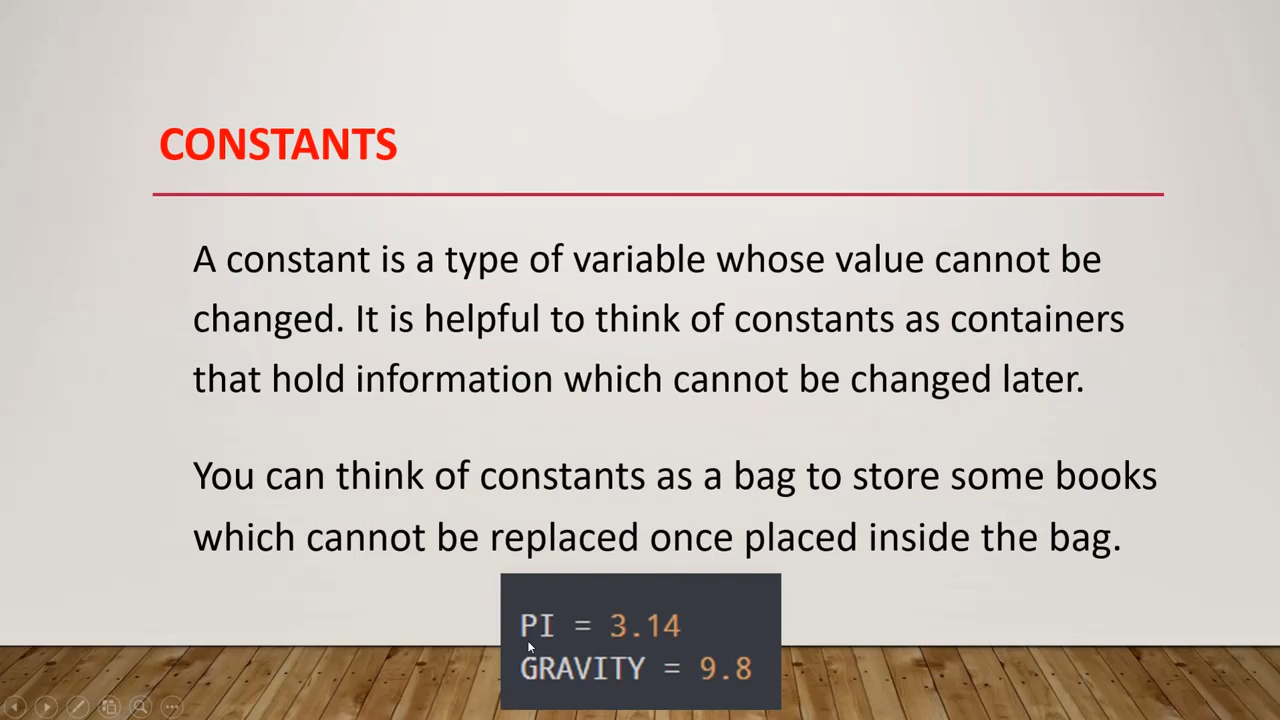 CONSTANTS
A constant is a type of variable whose value cannot be
changed. It is helpful to think of constants as containers
that hold information which cannot be changed later.
You can think of constants as a bag to store some books
which cannot be replaced once placed inside the bag.
PI = 3.14
GRAVITY = 9.8